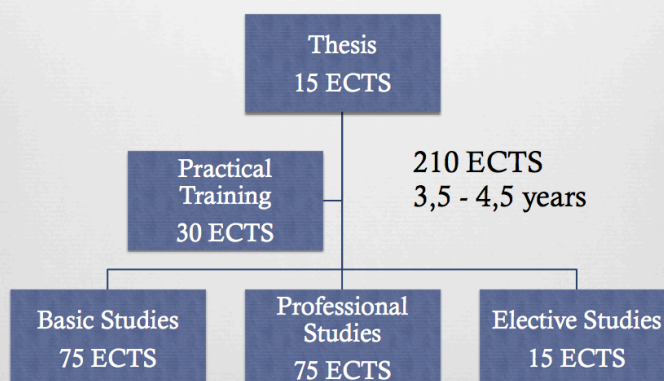 Thesis
15 ECTS
Practical
Training
30 ECTS
210 ECTS
3,5 - 4,5 years
Basic Studies
75 ECTS
Professional
Studies
75 ECTS
Elective Studies
15 ECTS